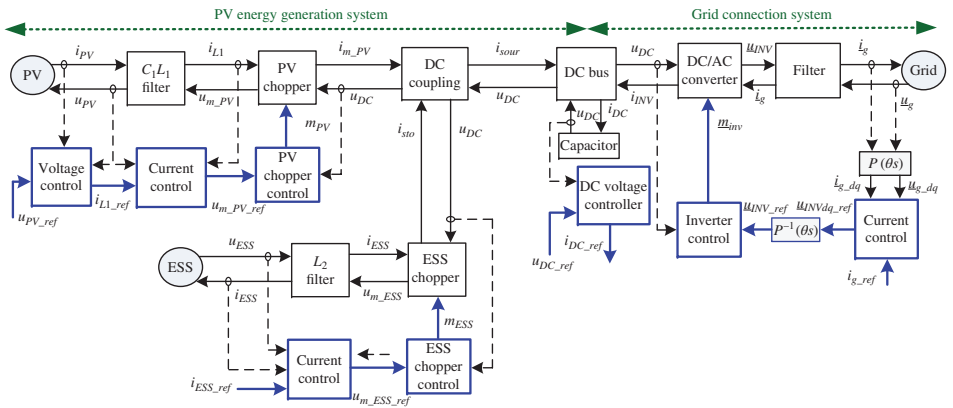 PV energy generation system
Grid connection system
i_PV
i_L1
i_m_PV
i_sour
u_DC
u_INV
i_g
PV
C1L1 filter
PV chopper
DC coupling
DC bus
DC/AC converter
Filter
Grid
u_PV
u_m_PV
u_DC
u_DC
i_INV
i_g
u_g
u_DC
i_DC
m_PV
i_sto
u_DC
m_inv
Capacitor
P (θs)
Voltage control
Current control
PV chopper control
DC voltage controller
i_g_dq
u_g_dq
u_PV_ref
i_L1_ref
u_m_PV_ref
Inverter control
u_INV_ref
P⁻¹(θs)
u_INVdq_ref
Current control
u_DC_ref
i_DC_ref
i_g_ref
u_ESS
i_ESS
ESS
L2 filter
ESS chopper
i_ESS
u_m_ESS
m_ESS
Current control
ESS chopper control
i_ESS_ref
u_m_ESS_ref